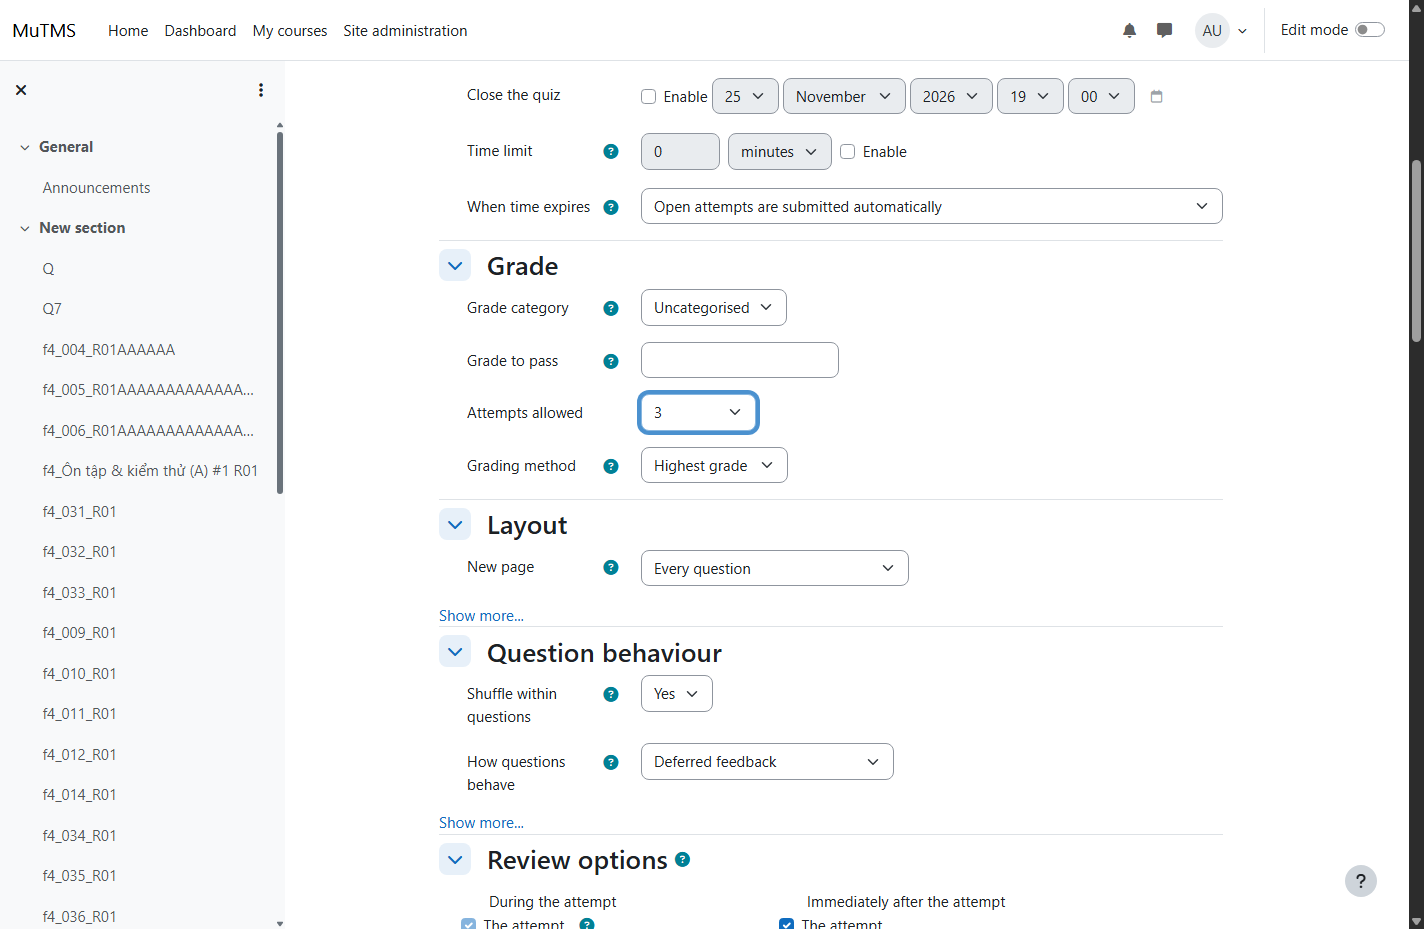 MuTMS
Home
Dashboard
My courses
Site administration
AU
Edit mode
General
Announcements
New section
Q
Q7
f4_004_R01AAAAAA
f4_005_R01AAAAAAAAAAAAA...
f4_006_R01AAAAAAAAAAAAA...
f4_Ôn tập & kiểm thử (A) #1 R01
f4_031_R01
f4_032_R01
f4_033_R01
f4_009_R01
f4_010_R01
f4_011_R01
f4_012_R01
f4_014_R01
f4_034_R01
f4_035_R01
f4_036_R01
Close the quiz
Enable
25
November
2026
19
00
Time limit
?
0
minutes
Enable
When time expires
?
Open attempts are submitted automatically
Grade
Grade category
?
Uncategorised
Grade to pass
?
Attempts allowed
3
Grading method
?
Highest grade
Layout
New page
?
Every question
Show more...
Question behaviour
Shuffle within
questions
?
Yes
How questions
behave
?
Deferred feedback
Show more...
Review options
?
During the attempt
Immediately after the attempt
The attempt
?
The attempt
?